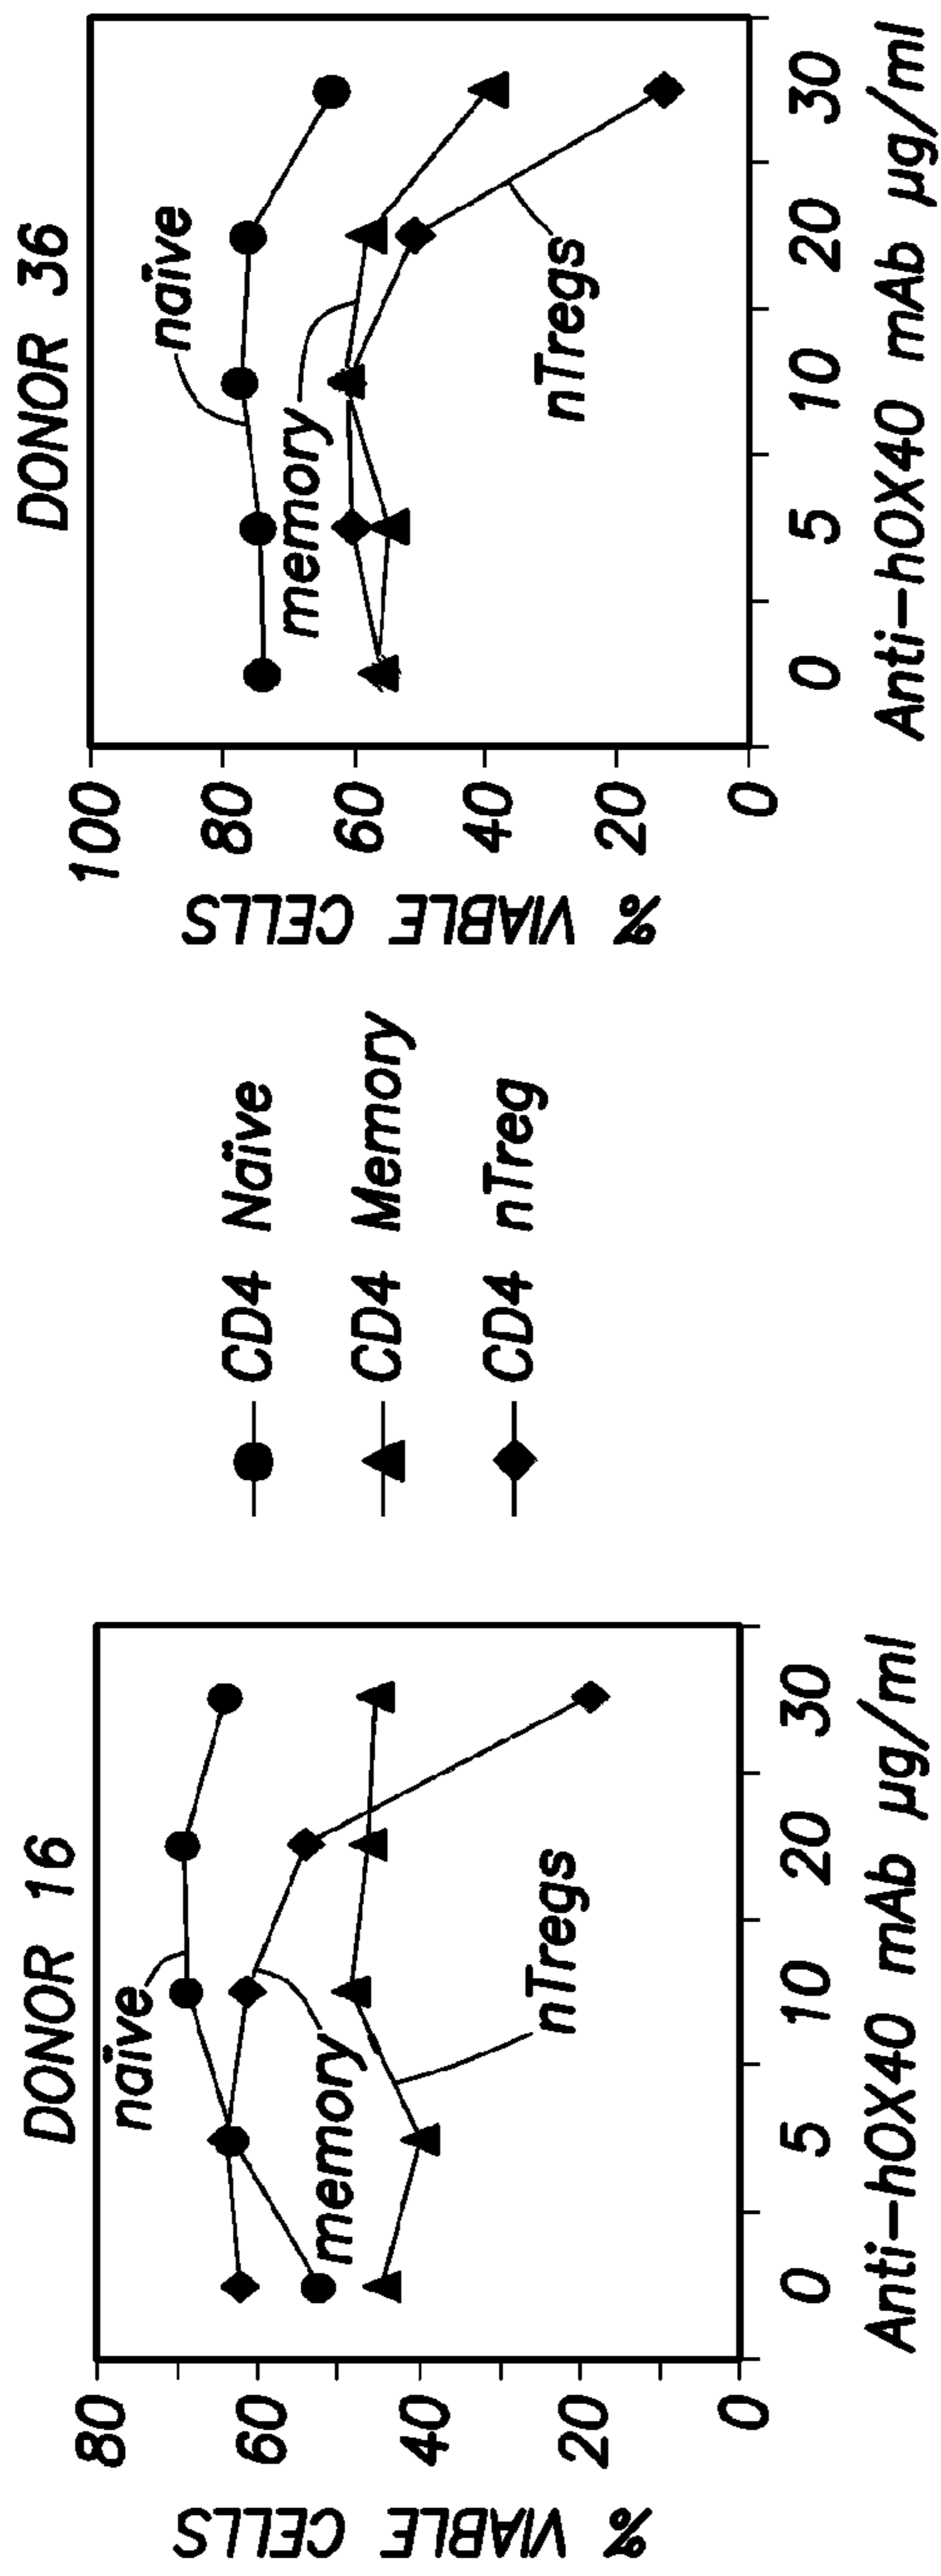 DONOR 16
% VIABLE CELLS
80
60
40
20
0
naïve
memory
nTregs
0 5 10 20 30
Anti-hOX40 mAb µg/ml
CD4 Naïve
CD4 Memory
CD4 nTreg
DONOR 36
% VIABLE CELLS
100
80
60
40
20
0
naïve
memory
nTregs
0 5 10 20 30
Anti-hOX40 mAb µg/ml